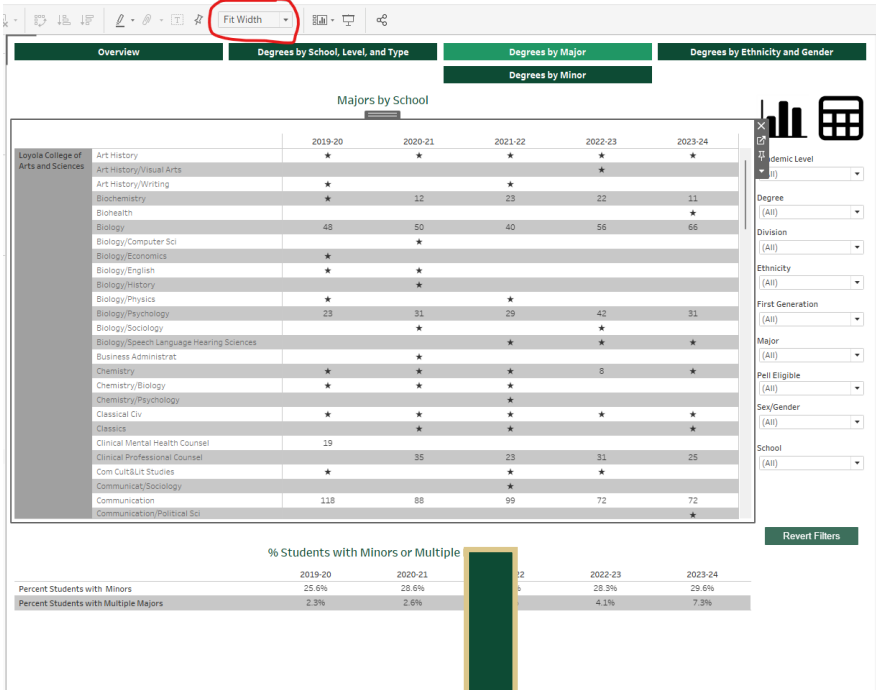 Fit Width
Overview
Degrees by School, Level, and Type
Degrees by Major
Degrees by Ethnicity and Gender
Degrees by Minor
Majors by School
2019-20 2020-21 2021-22 2022-23 2023-24
Loyola College of Arts and Sciences
Art History ★ ★ ★ ★ ★
Art History/Visual Arts ★
Art History/Writing ★ ★
Biochemistry ★ 12 23 22 11
Biohealth ★
Biology 48 50 40 56 66
Biology/Computer Sci ★
Biology/Economics ★
Biology/English ★ ★
Biology/History ★
Biology/Physics ★ ★
Biology/Psychology 23 31 29 42 31
Biology/Sociology ★ ★
Biology/Speech Language Hearing Sciences ★ ★ ★
Business Administrat ★
Chemistry ★ ★ ★ 8 ★
Chemistry/Biology ★ ★ ★
Chemistry/Psychology ★
Classical Civ ★ ★ ★ ★ ★
Classics ★ ★ ★
Clinical Mental Health Counsel 19
Clinical Professional Counsel 35 23 31 25
Com Cult&Lit Studies ★ ★ ★
Communicat/Sociology ★
Communication 118 88 99 72 72
Communication/Political Sci ★
demic Level
Degree
(All)
Division
(All)
Ethnicity
(All)
First Generation
(All)
Major
(All)
Pell Eligible
(All)
Sex/Gender
(All)
School
(All)
Revert Filters
% Students with Minors or Multiple
2019-20 2020-21 22 2022-23 2023-24
Percent Students with Minors 25.6% 28.6% 28.3% 29.6%
Percent Students with Multiple Majors 2.3% 2.6% 4.1% 7.3%